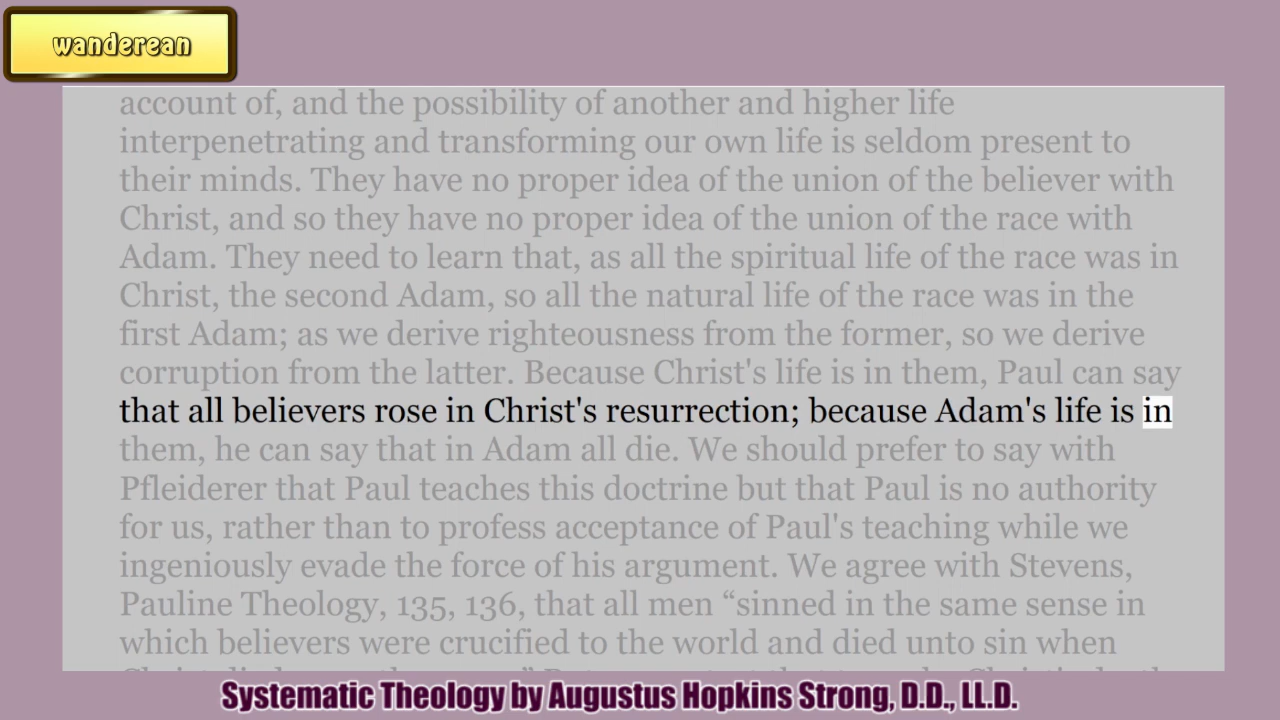 wanderean
account of, and the possibility of another and higher life
interpenetrating and transforming our own life is seldom present to
their minds. They have no proper idea of the union of the believer with
Christ, and so they have no proper idea of the union of the race with
Adam. They need to learn that, as all the spiritual life of the race was in
Christ, the second Adam, so all the natural life of the race was in the
first Adam; as we derive righteousness from the former, so we derive
corruption from the latter. Because Christ's life is in them, Paul can say
that all believers rose in Christ's resurrection; because Adam's life is in
them, he can say that in Adam all die. We should prefer to say with
Pfleiderer that Paul teaches this doctrine but that Paul is no authority
for us, rather than to profess acceptance of Paul's teaching while we
ingeniously evade the force of his argument. We agree with Stevens,
Pauline Theology, 135, 136, that all men “sinned in the same sense in
which believers were crucified to the world and died unto sin when
Systematic Theology by Augustus Hopkins Strong, D.D., LL.D.